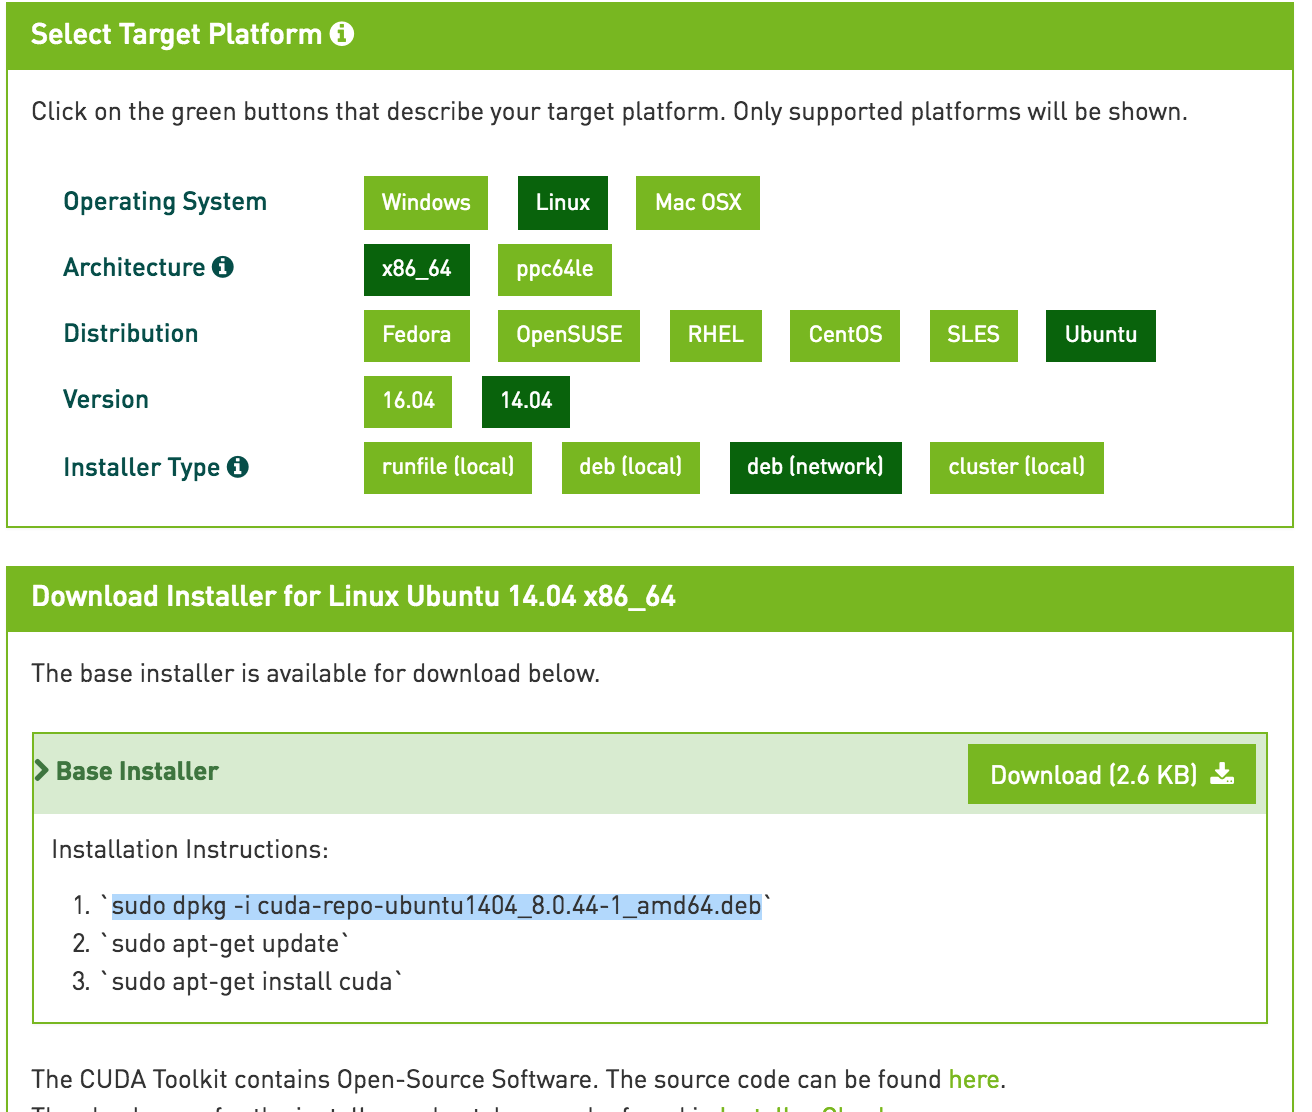 Select Target Platform
Click on the green buttons that describe your target platform. Only supported platforms will be shown.
Operating System Windows Linux Mac OSX
Architecture x86_64 ppc64le
Distribution Fedora OpenSUSE RHEL CentOS SLES Ubuntu
Version 16.04 14.04
Installer Type runfile (local) deb (local) deb (network) cluster (local)
Download Installer for Linux Ubuntu 14.04 x86_64
The base installer is available for download below.
Base Installer Download (2.6 KB)
Installation Instructions:
1. `sudo dpkg -i cuda-repo-ubuntu1404_8.0.44-1_amd64.deb`
2. `sudo apt-get update`
3. `sudo apt-get install cuda`
The CUDA Toolkit contains Open-Source Software. The source code can be found here.